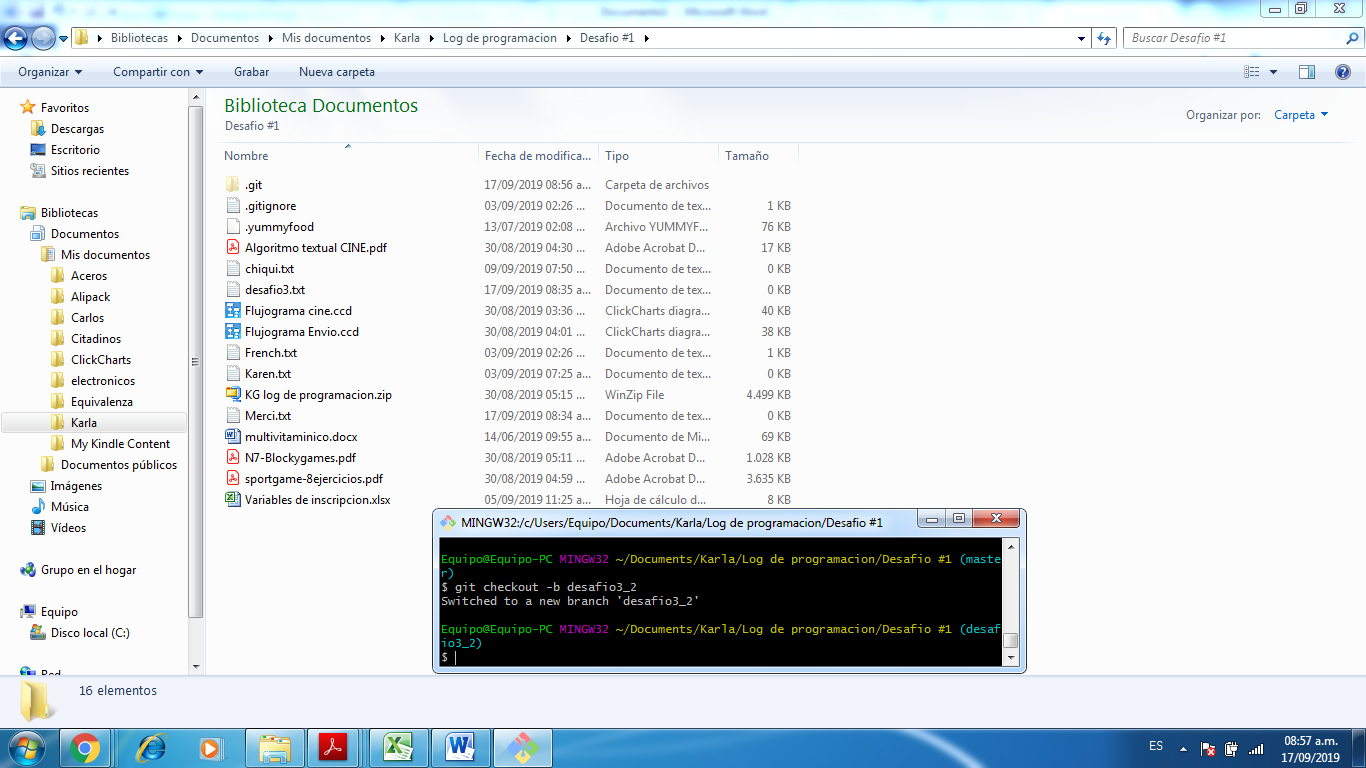 Bibliotecas Documentos Mis documentos Karla Log de programacion Desafio #1
Buscar Desafio #1
Organizar Compartir con Grabar Nueva carpeta
Favoritos
Descargas
Escritorio
Sitios recientes
Bibliotecas
Documentos
Mis documentos
Aceros
Alipack
Carlos
Citadinos
ClickCharts
electronicos
Equivalenza
Karla
My Kindle Content
Documentos públicos
Imágenes
Música
Vídeos
Grupo en el hogar
Equipo
Disco local (C:)
Red
Biblioteca Documentos
Desafio #1
Organizar por: Carpeta
Nombre Fecha de modifica... Tipo Tamaño
.git 17/09/2019 08:56 a... Carpeta de archivos
.gitignore 03/09/2019 02:26 ... Documento de tex... 1 KB
.yummyfood 13/07/2019 02:08 ... Archivo YUMMYF... 76 KB
Algoritmo textual CINE.pdf 30/08/2019 04:30 ... Adobe Acrobat D... 17 KB
chiqui.txt 09/09/2019 07:50 ... Documento de tex... 0 KB
desafio3.txt 17/09/2019 08:35 a... Documento de tex... 0 KB
Flujograma cine.ccd 30/08/2019 03:36 ... ClickCharts diagra... 40 KB
Flujograma Envio.ccd 30/08/2019 04:01 ... ClickCharts diagra... 38 KB
French.txt 03/09/2019 02:26 ... Documento de tex... 1 KB
Karen.txt 03/09/2019 07:25 a... Documento de tex... 0 KB
KG log de programacion.zip 30/08/2019 05:15 ... WinZip File 4.499 KB
Merci.txt 17/09/2019 08:34 a... Documento de tex... 0 KB
multivitaminico.docx 14/06/2019 09:55 a... Documento de Mi... 69 KB
N7-Blockygames.pdf 30/08/2019 05:11 ... Adobe Acrobat D... 1.028 KB
sportgame-8ejercicios.pdf 30/08/2019 04:59 ... Adobe Acrobat D... 3.635 KB
Variables de inscripcion.xlsx 05/09/2019 11:25 a... Hoja de cálculo d... 8 KB
MINGW32:/c/Users/Equipo/Documents/Karla/Log de programacion/Desafio #1
Equipo@Equipo-PC MINGW32 ~/Documents/Karla/Log de programacion/Desafio #1 (maste
r)
$ git checkout -b desafio3_2
Switched to a new branch 'desafio3_2'
Equipo@Equipo-PC MINGW32 ~/Documents/Karla/Log de programacion/Desafio #1 (desaf
io3_2)
$
16 elementos
ES
08:57 a.m.
17/09/2019